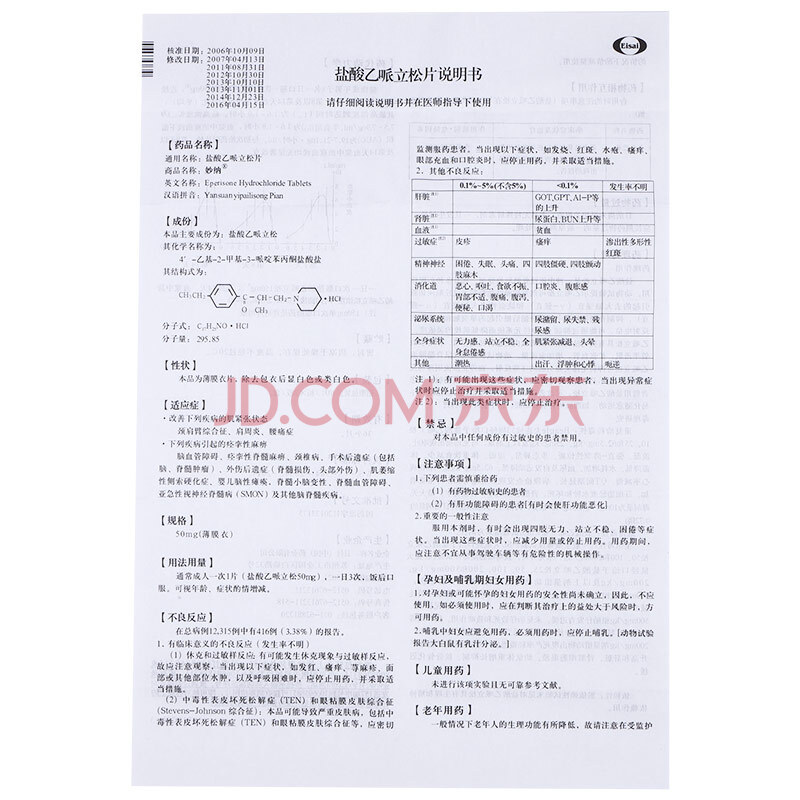 核准日期：2006年10月09日
修改日期：2007年04月13日
2011年08月31日
2012年10月30日
2013年10月10日
2013年11月01日
2014年12月23日
2016年04月15日
Eisai
盐酸乙哌立松片说明书
请仔细阅读说明书并在医师指导下使用
【药品名称】
通用名称：盐酸乙哌立松片
商品名称：妙纳®
英文名称：Eperisone Hydrochloride Tablets
汉语拼音：Yansuanyipailisong Pian
【成份】
本品主要成份为：盐酸乙哌立松
其化学名称为：
4′-乙基-2-甲基-3-哌啶苯丙酮盐酸盐
其结构式为：
CH₃CH₂ C CH CH₂ N ·HCl
O CH₃
分子式：C₁₇H₂₅NO·HCl
分子量：295.85
【性状】
本品为薄膜衣片，除去包衣后显白色或类白色。
【适应症】
·改善下列疾病的肌紧张状态
颈肩臂综合征、肩周炎、腰痛症
·下列疾病引起的痉挛性麻痹
脑血管障碍、痉挛性脊髓麻痹、颈椎病、手术后遗症（包括
脑、脊髓肿瘤）、外伤后遗症（脊髓损伤、头部外伤）、肌萎缩
性侧索硬化症、婴儿脑性瘫痪、脊髓小脑变性、脊髓血管障碍、
亚急性视神经脊髓病（SMON）及其他脑脊髓疾病。
【规格】
50mg(薄膜衣)
【用法用量】
通常成人一次1片（盐酸乙哌立松50mg），一日3次，饭后口
服。可视年龄、症状酌情增减。
【不良反应】
在总病例12,315例中有416例（3.38%）的报告。
1.有临床意义的不良反应（发生率不明）
（1）休克和过敏样反应：有可能发生休克现象与过敏样反应，
故应注意观察，当出现以下症状，如发红、瘙痒、荨麻疹、面
部或其他部位水肿，以及呼吸困难时，应停止用药，并采取适
当措施。
（2）中毒性表皮坏死松解症（TEN）和眼粘膜皮肤综合征
(Stevens-Johnson 综合征)：本品可能导致严重皮肤病，包括中
毒性表皮坏死松解症（TEN）和眼粘膜皮肤综合征等，应密切
监测服药患者。当出现以下症状，如发烧、红斑、水疱、瘙痒、
眼部充血和口腔炎时，应停止用药，并采取适当措施。
2．其他不良反应：
0.1%~5%(不含5%) <0.1% 发生率不明
肝脏 注1） GOT,GPT, Al-P等
的上升
肾脏 注1） 尿蛋白, BUN上升等
血液 注1） 贫血
过敏症 注2） 皮疹 瘙痒 渗出性多形性
红斑
精神神经 困倦、失眠、头痛、四 四肢僵硬、四肢颤动
肢麻木
消化道 恶心、呕吐、食欲不振、 口腔炎、腹胀感
胃部不适、腹痛、腹泻、
便秘、口渴
泌尿系统 尿潴留、尿失禁、残
尿感
全身症状 无力感、站立不稳、全 肌紧张减退、头晕
身怠倦感
其他 潮热 出汗、浮肿和心悸 呃逆
注 1)：有可能出现这些症状，应密切观察患者，当出现异常症
状时应停止治疗并采取适当措施。
注 2)：当出现此类症状时，应停止治疗。
【禁忌】
对本品中任何成份有过敏史的患者禁用。
【注意事项】
1.下列患者需慎重给药
（1）有药物过敏病史的患者
（2）有肝功能障碍的患者[有时会使肝功能恶化]
2.重要的一般性注意
服用本剂时，有时会出现四肢无力、站立不稳、困倦等症
状。当出现这些症状时，应减少用量或停止用药。用药期间，
应注意不宜从事驾驶车辆等有危险性的机械操作。
【孕妇及哺乳期妇女用药】
1.对孕妇或可能怀孕的妇女用药的安全性尚未确立，因此，不应
使用。如必须使用时，应在判断其治疗上的益处大于风险时，方
可用药。
2.哺乳中妇女应避免用药，必须用药时，应停止哺乳。[动物试验
报告大白鼠有乳汁分泌。]
【儿童用药】
未进行该项实验且无可靠参考文献。
【老年用药】
一般情况下老年人的生理功能有所降低，故请注意在受监护
JD.COM 京东